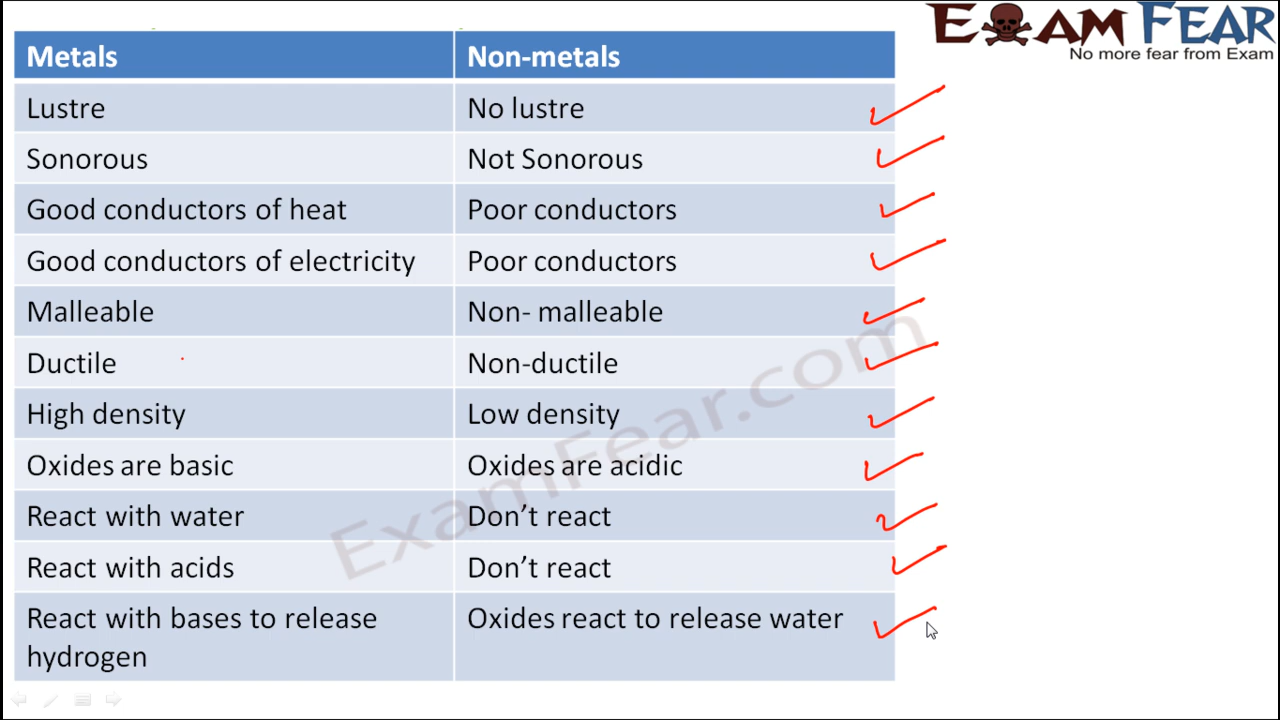 EXAM FEAR
No more fear from Exam
Metals Non-metals
Lustre No lustre
Sonorous Not Sonorous
Good conductors of heat Poor conductors
Good conductors of electricity Poor conductors
Malleable Non- malleable
Ductile Non-ductile
High density Low density
Oxides are basic Oxides are acidic
React with water Don’t react
React with acids Don’t react
React with bases to release Oxides react to release water
hydrogen
ExamFear.com